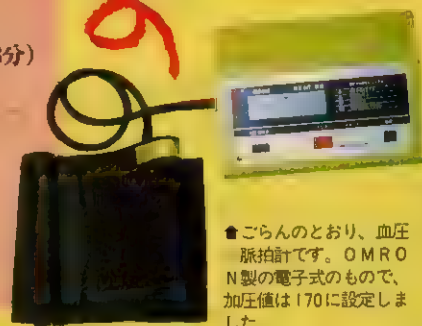 分）
⬆ごらんのとおり、血圧
脈拍計です。OMRO
N製の電子式のもので、
加圧値は170に設定しま
した